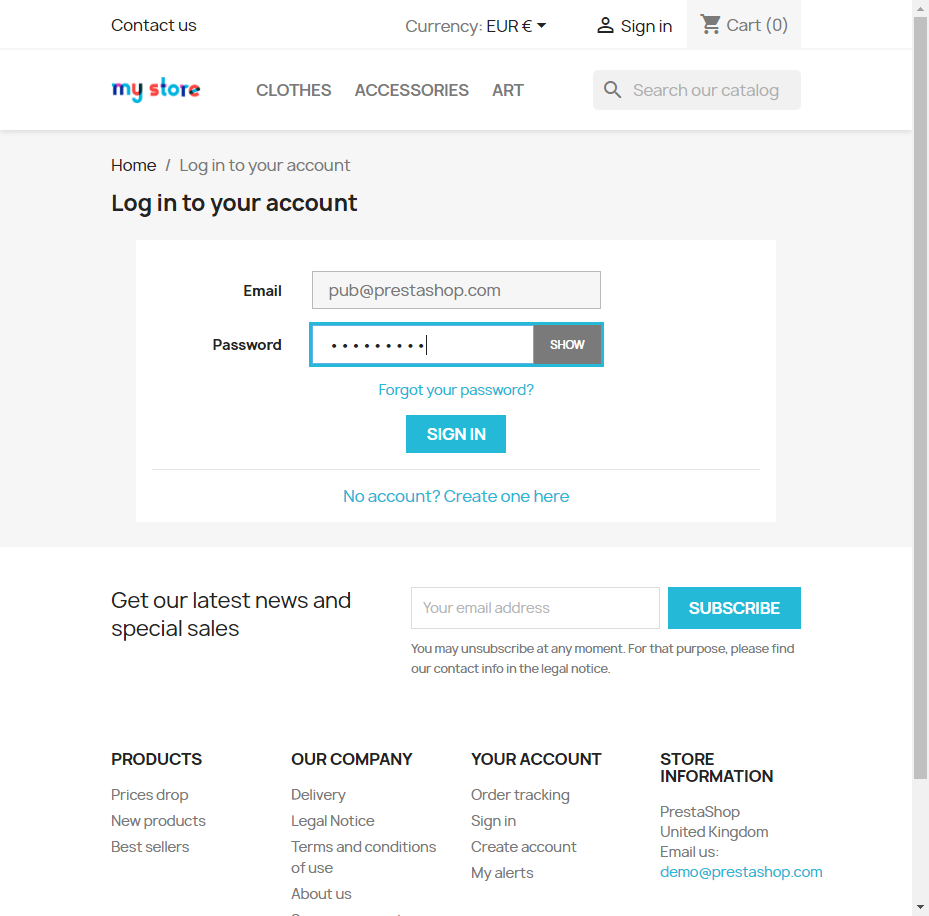 Contact us
Currency: EUR €
Sign in
Cart (0)
my store
CLOTHES
ACCESSORIES
ART
Search our catalog
Home / Log in to your account
Log in to your account
Email
pub@prestashop.com
Password
•••••••••
SHOW
Forgot your password?
SIGN IN
No account? Create one here
Get our latest news and
special sales
Your email address
SUBSCRIBE
You may unsubscribe at any moment. For that purpose, please find
our contact info in the legal notice.
PRODUCTS
Prices drop
New products
Best sellers
OUR COMPANY
Delivery
Legal Notice
Terms and conditions
of use
About us
YOUR ACCOUNT
Order tracking
Sign in
Create account
My alerts
STORE
INFORMATION
PrestaShop
United Kingdom
Email us:
demo@prestashop.com